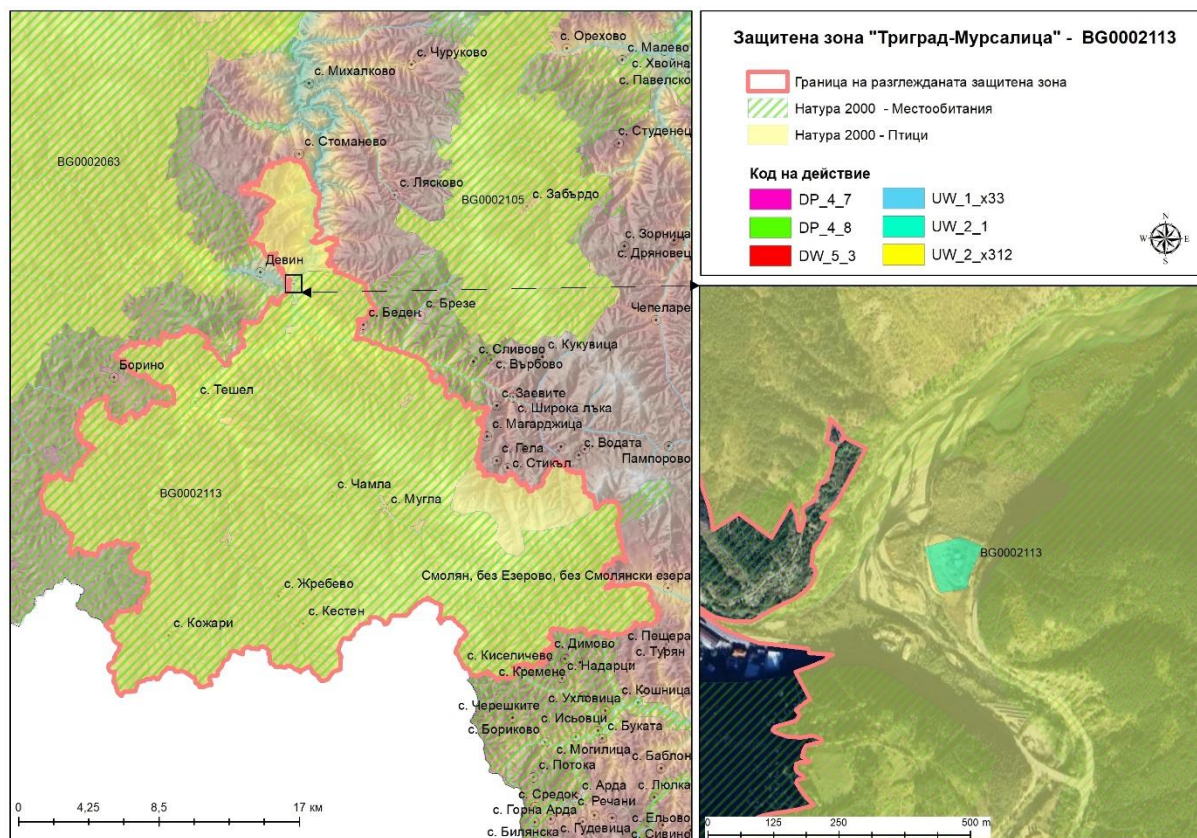 Защитена зона "Триград-Мурсалица" - BG0002113
Граница на разглежданата защитена зона
Натура 2000 - Местообитания
Натура 2000 - Птици
Код на действие
DP_4_7
UW_1_x33
DP_4_8
UW_2_1
DW_5_3
UW_2_x312
N
W
E
S
с. Орехово
с. Малево
с. Чуруково
с. Хвойна
с. Михалково
с. Павелско
с. Студенец
с. Стоманево
BG0002063
с. Лясково
с. Забърдо
BG0002105
с. Зорница
с. Дряновец
Девин
с. Брезе
Чепеларе
с. Беден
с. Кукувица
с. Сливово
с. Върбово
Борино
с. Тешел
с. Заевите
с. Широка лъка
с. Магарджица
с. Водата
с. Гела
Пампорово
с. Стикъл
BG0002113
с. Чамла
с. Мугла
Смолян, без Езерово, без Смолянски езера
с. Жребево
с. Кестен
с. Кожари
с. Пещера
с. Димово
с. Турян
с. Киселичево
с. Надарци
с. Кремене
с. Кошница
с. Ухловица
с. Черешките
с. Исьовци
с. Буката
с. Бориково
с. Могилица
с. Баблон
с. Потока
с. Арда
с. Люлка
с. Средок
с. Речани
с. Горна Арда
с. Ельово
с. Гудевица
с. Билянска
с. Сивино
0 4,25 8,5 17 км
BG0002113
0 125 250 500 m